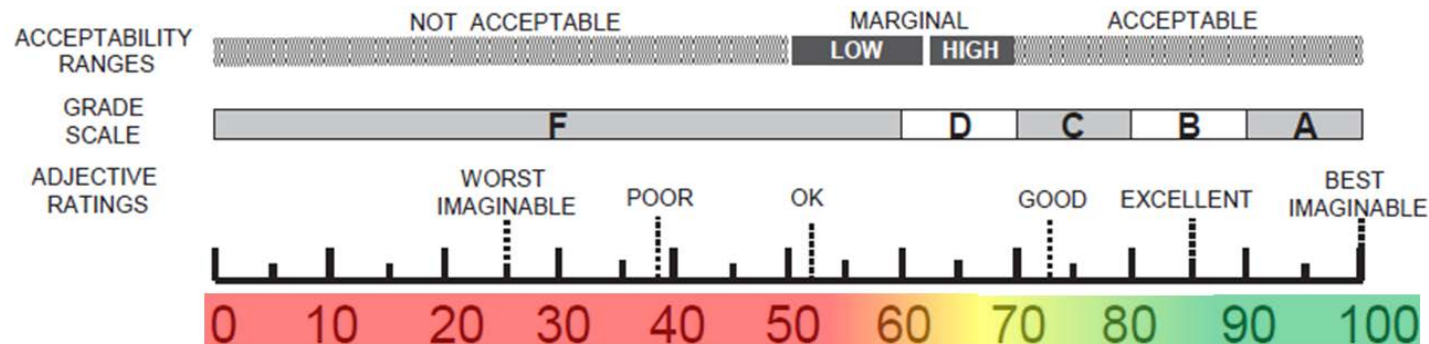 NOT ACCEPTABLE MARGINAL ACCEPTABLE
ACCEPTABILITY RANGES
LOW HIGH
GRADE SCALE
F D C B A
ADJECTIVE RATINGS
WORST IMAGINABLE
POOR
OK
GOOD
EXCELLENT
BEST IMAGINABLE
0 10 20 30 40 50 60 70 80 90 100